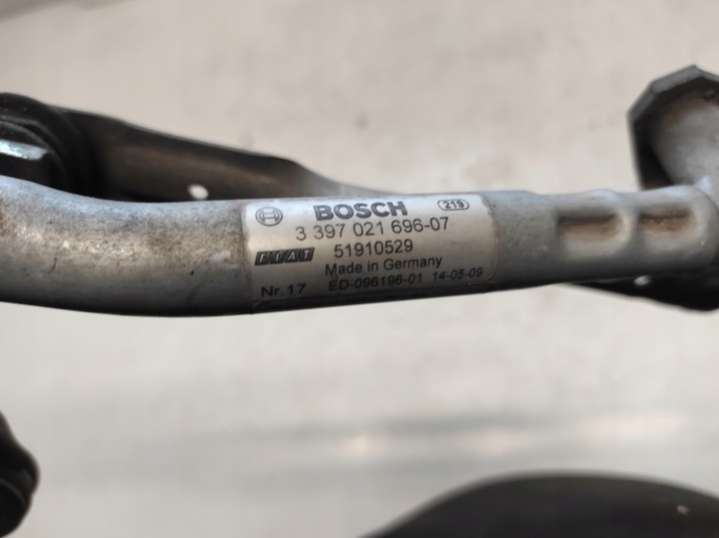 BOSCH 219
3 397 021 696-07
FIAT 51910529
Made in Germany
Nr. 17 ED-096196-01 14-05-09